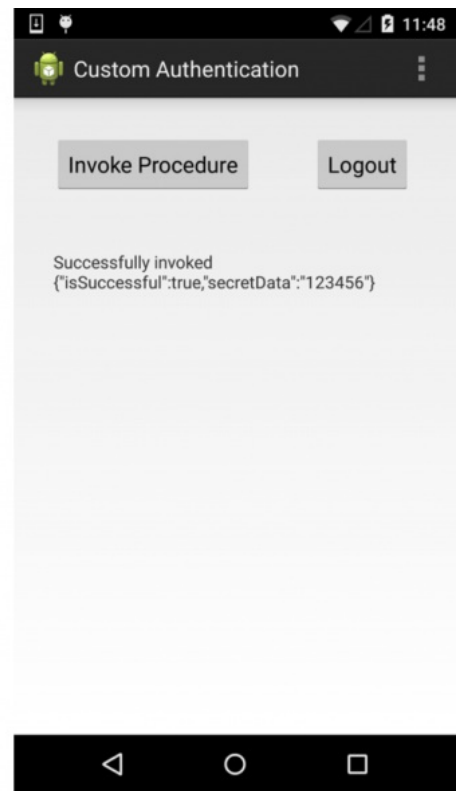 11:48
Custom Authentication
Invoke Procedure
Logout
Successfully invoked
{"isSuccessful":true,"secretData":"123456"}